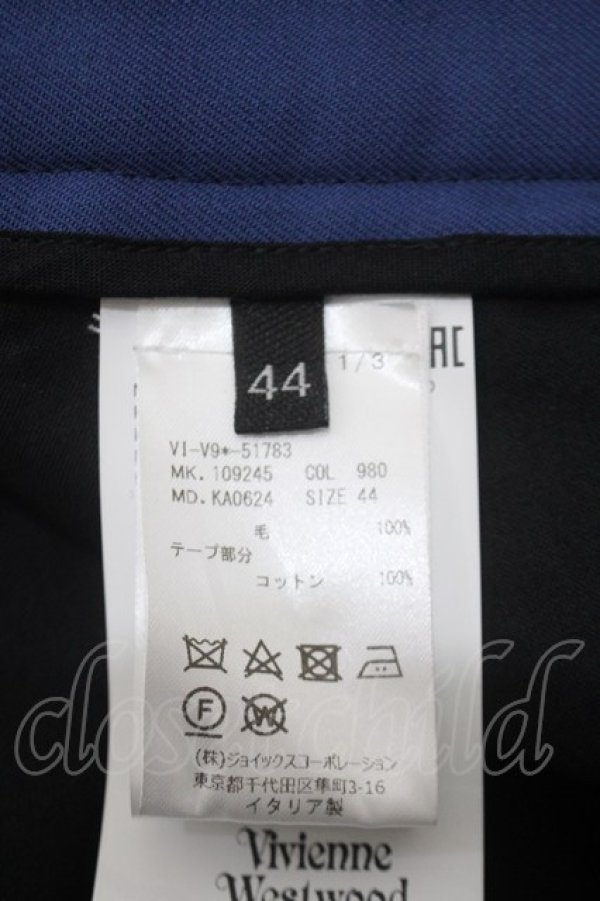 44
1/3
AC
VI-V9*-51783
MK. 109245 COL 980
MD. KA0624 SIZE 44
毛 100%
テープ部分
コットン 100%
F
W
(株)ジョイックスコーポレーション
東京都千代田区隼町3-16
イタリア製
closet child
Vivienne
Westwood